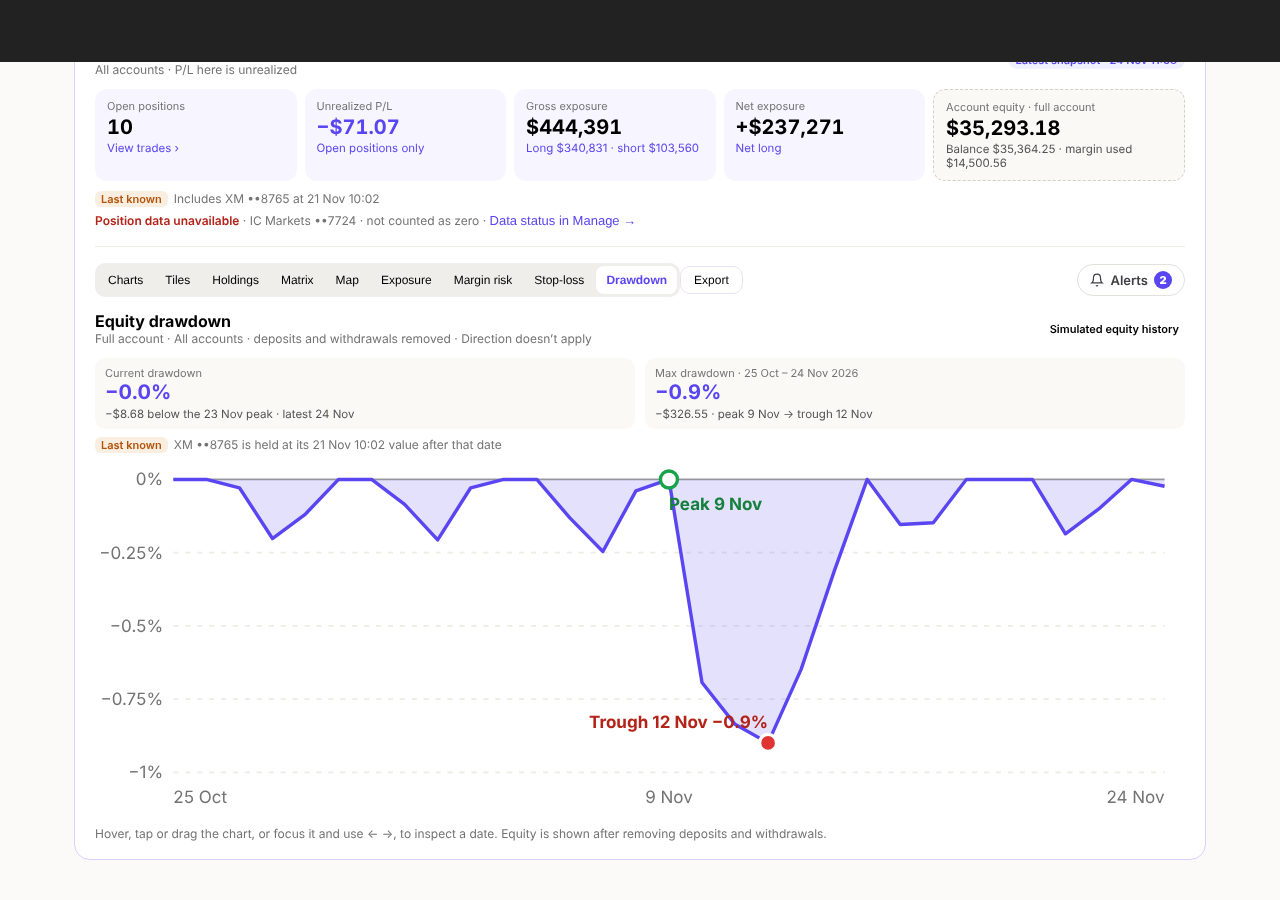 All accounts · P/L here is unrealized
Open positions
10
View trades ›
Unrealized P/L
−$71.07
Open positions only
Gross exposure
$444,391
Long $340,831 · short $103,560
Net exposure
+$237,271
Net long
Account equity · full account
$35,293.18
Balance $35,364.25 · margin used
$14,500.56
Last known Includes XM ••8765 at 21 Nov 10:02
Position data unavailable · IC Markets ••7724 · not counted as zero · Data status in Manage →
Charts Tiles Holdings Matrix Map Exposure Margin risk Stop-loss Drawdown Export Alerts 2
Equity drawdown
Full account · All accounts · deposits and withdrawals removed · Direction doesn't apply
Simulated equity history
Current drawdown
−0.0%
−$8.68 below the 23 Nov peak · latest 24 Nov
Max drawdown · 25 Oct – 24 Nov 2026
−0.9%
−$326.55 · peak 9 Nov → trough 12 Nov
Last known XM ••8765 is held at its 21 Nov 10:02 value after that date
0%
Peak 9 Nov
−0.25%
−0.5%
−0.75%
Trough 12 Nov −0.9%
−1%
25 Oct 9 Nov 24 Nov
Hover, tap or drag the chart, or focus it and use ← →, to inspect a date. Equity is shown after removing deposits and withdrawals.